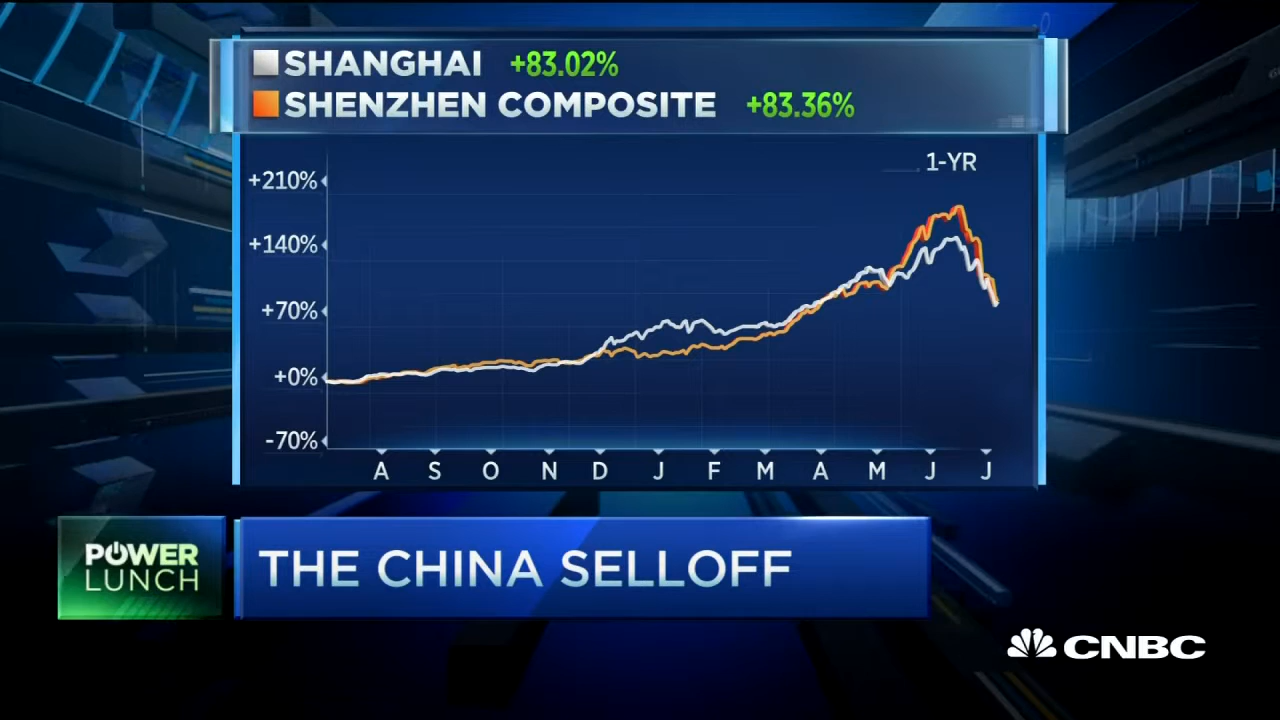 SHANGHAI +83.02%
SHENZHEN COMPOSITE +83.36%
1-YR
+210%
+140%
+70%
+0%
-70%
A S O N D J F M A M J J
POWER
LUNCH
THE CHINA SELLOFF
CNBC